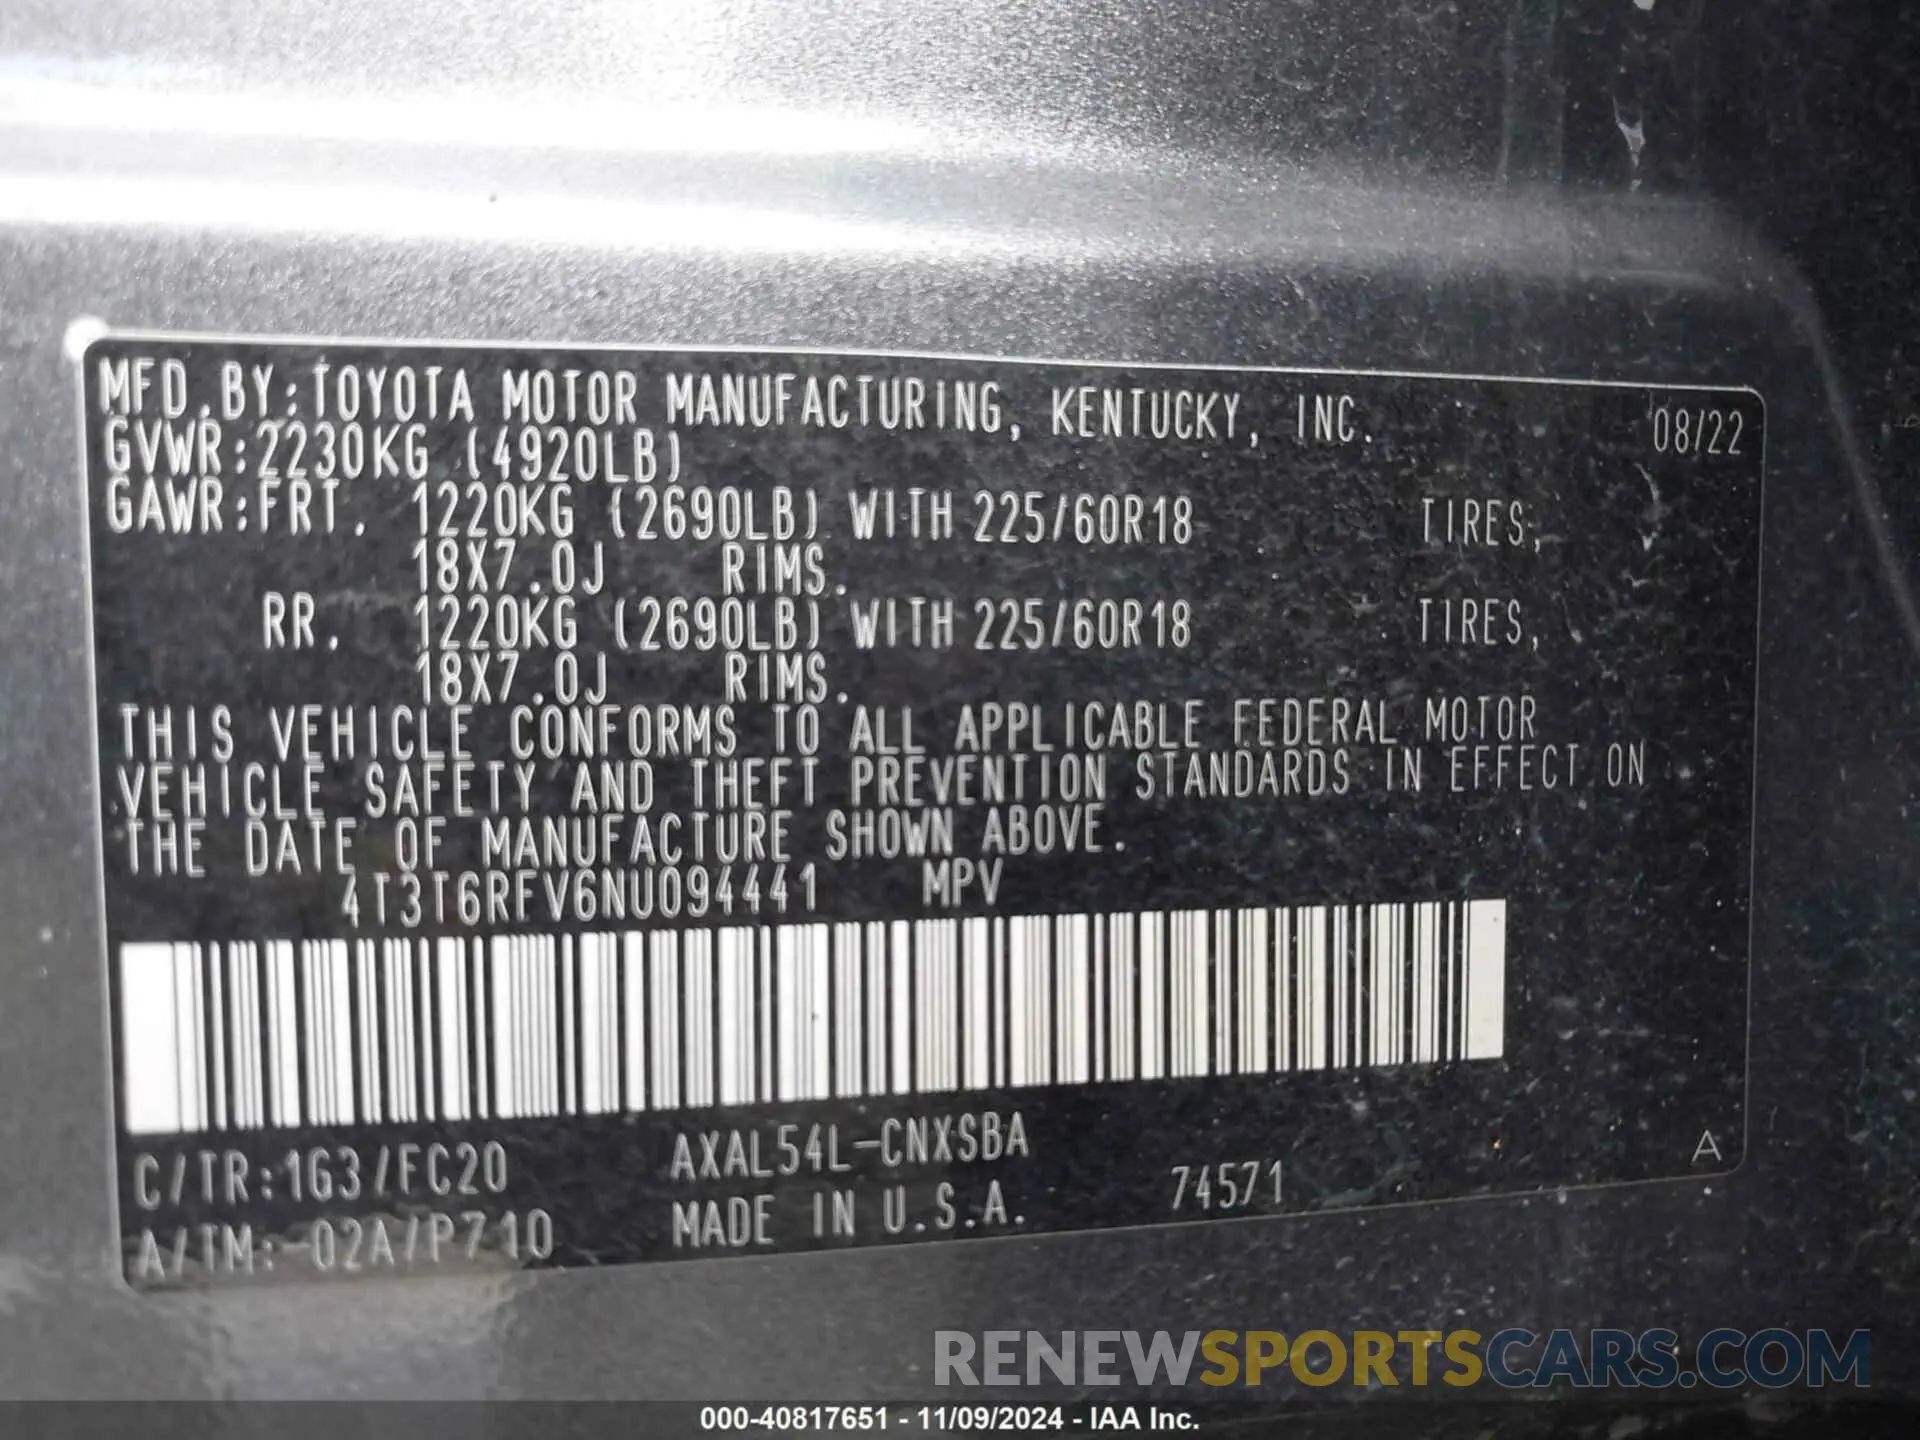 MFD.BY:TOYOTA MOTOR MANUFACTURING, KENTUCKY, INC. 08/22
GVWR:2230KG (4920LB)
GAWR:FRT. 1220KG (2690LB) WITH 225/60R18 TIRES,
18X7.0J RIMS.
RR. 1220KG (2690LB) WITH 225/60R18 TIRES,
18X7.0J RIMS.
THIS VEHICLE CONFORMS TO ALL APPLICABLE FEDERAL MOTOR
VEHICLE SAFETY AND THEFT PREVENTION STANDARDS IN EFFECT ON
THE DATE OF MANUFACTURE SHOWN ABOVE.
4T3T6RFV6NU094441 MPV
C/TR:1G3/FC20 AXAL54L-CNXSBA A
A/TM:-02A/P710 MADE IN U.S.A. 74571
RENEWSPORTSCARS.COM
000-40817651 - 11/09/2024 - IAA Inc.